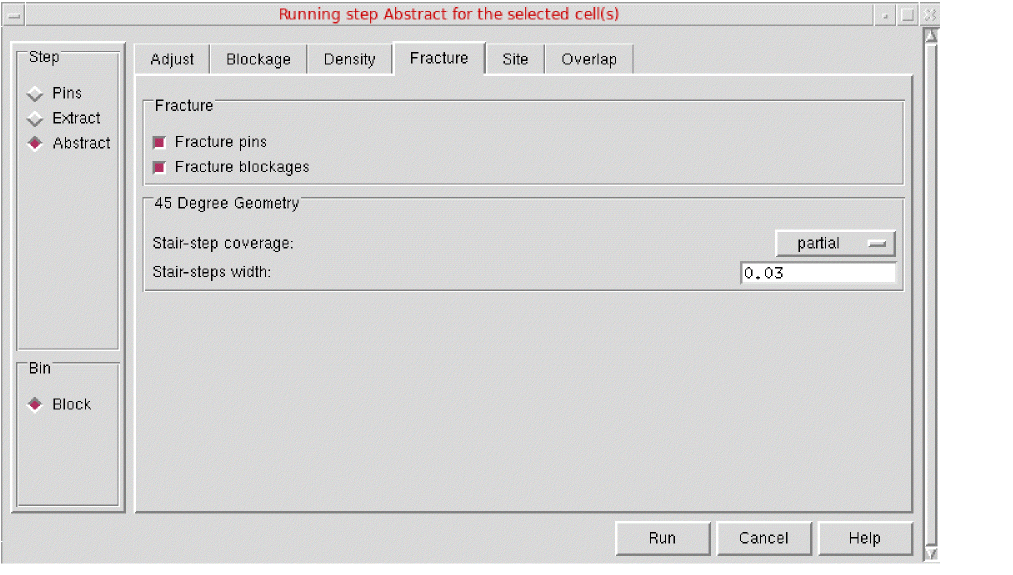 Running step Abstract for the selected cell(s)
Step
Pins
Extract
Abstract
Bin
Block
Adjust Blockage Density Fracture Site Overlap
Fracture
Fracture pins
Fracture blockages
45 Degree Geometry
Stair-step coverage: partial
Stair-steps width: 0.03
Run Cancel Help